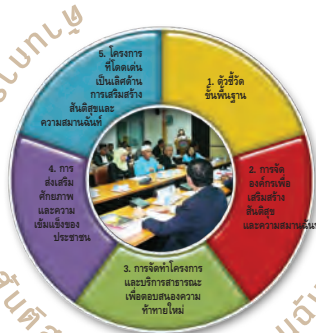 1. ตัวชี้วัด
ขั้นพื้นฐาน
2. การจัด
องค์กรเพื่อ
เสริมสร้าง
สันติสุข
และความสมานฉันท์
3. การจัดทำโครงการ
และบริการสาธารณะ
เพื่อตอบสนองความ
ท้าทายใหม่
4. การ
ส่งเสริม
ศักยภาพ
และความ
เข้มแข็งของ
ประชาชน
5. โครงการ
ที่โดดเด่น
เป็นเลิศด้าน
การเสริมสร้าง
สันติสุขและ
ความสมานฉันท์